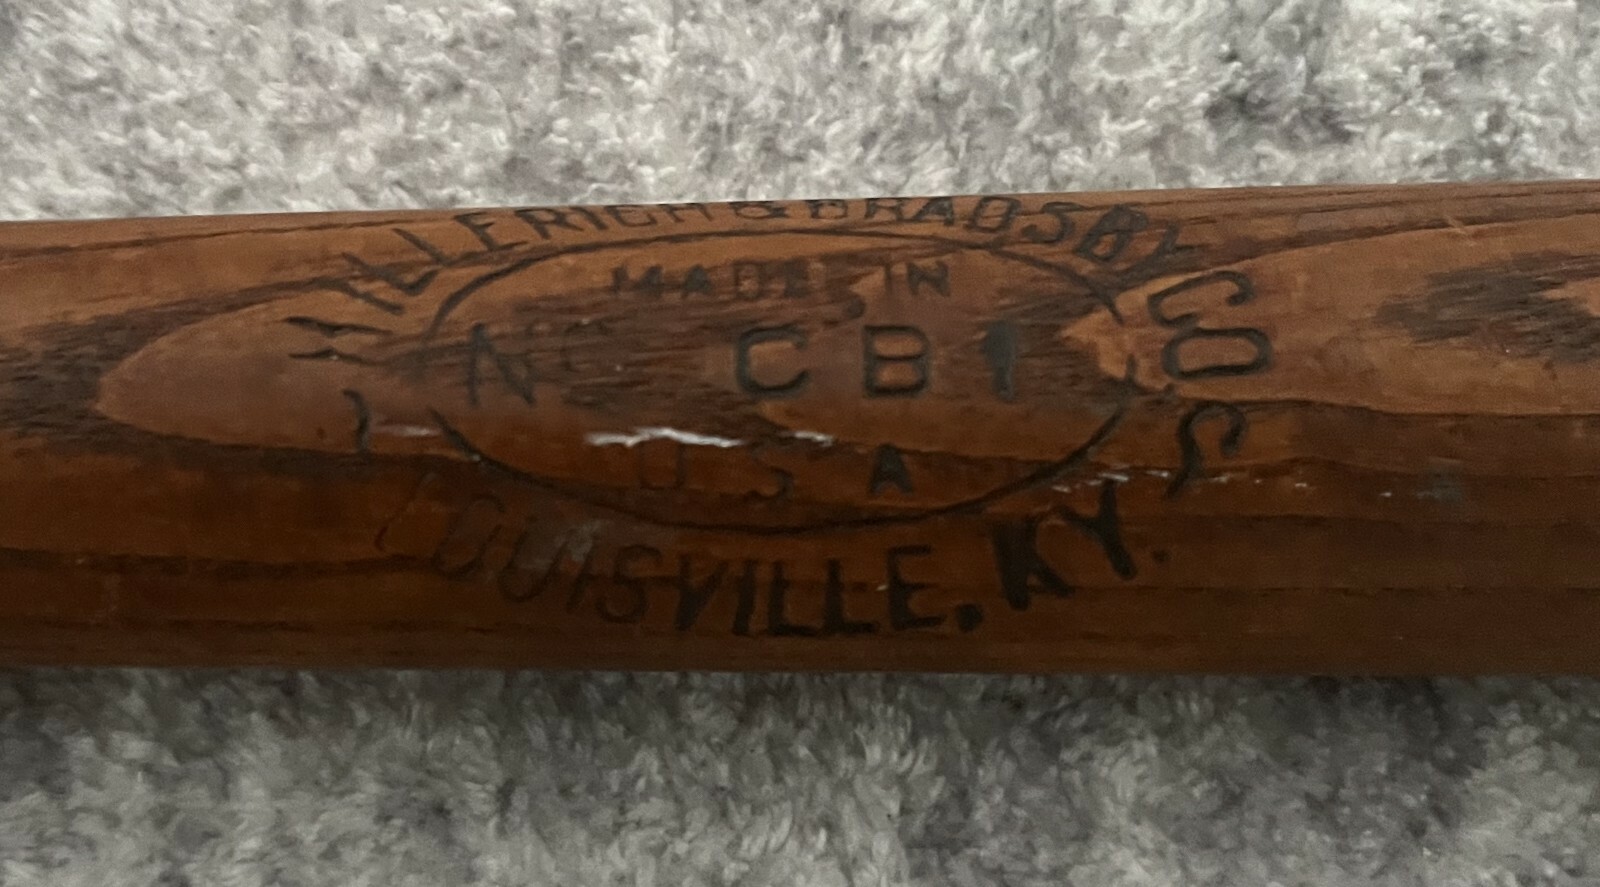 HILLERICH & BRADSBY CO
MADE IN
No CB1
U S A
LOUISVILLE, KY.